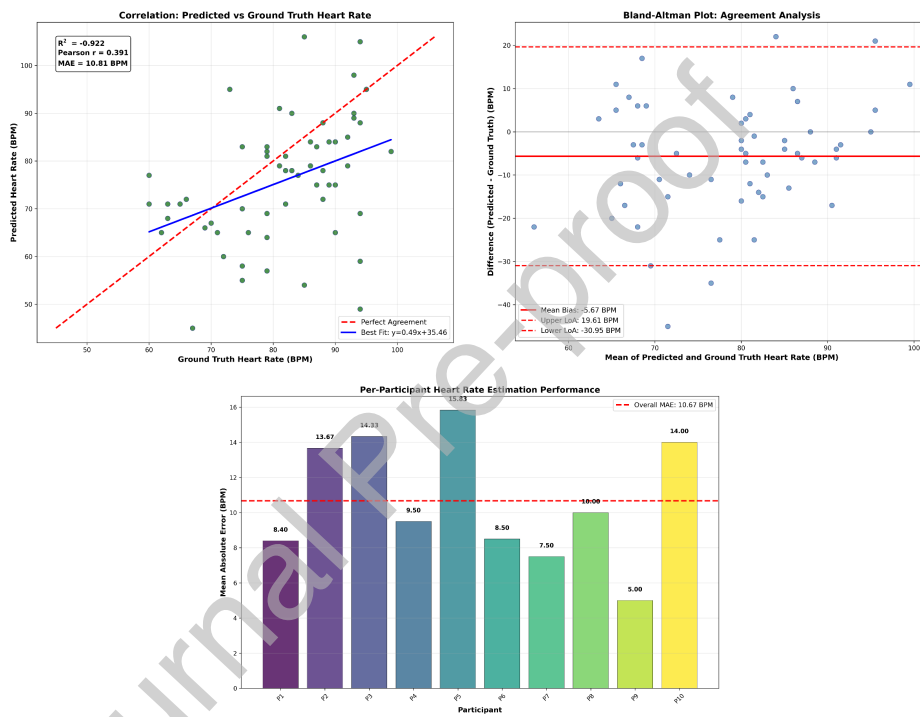 Correlation: Predicted vs Ground Truth Heart Rate
R² = -0.922
Pearson r = 0.391
MAE = 10.81 BPM
100
90
80
70
60
50
Predicted Heart Rate (BPM)
Perfect Agreement
Best Fit: y=0.49x+35.46
50 60 70 80 90 100
Ground Truth Heart Rate (BPM)
Bland-Altman Plot: Agreement Analysis
20
10
0
−10
−20
−30
−40
Difference (Predicted - Ground Truth) (BPM)
Mean Bias: -5.67 BPM
Upper LoA: 19.61 BPM
Lower LoA: -30.95 BPM
60 70 80 90 100
Mean of Predicted and Ground Truth Heart Rate (BPM)
Per-Participant Heart Rate Estimation Performance
Overall MAE: 10.67 BPM
16
14
12
10
8
6
4
2
0
Mean Absolute Error (BPM)
8.40 13.67 14.33 9.50 15.83 8.50 7.50 10.00 5.00 14.00
P1 P2 P3 P4 P5 P6 P7 P8 P9 P10
Participant
urnal Pre-proof